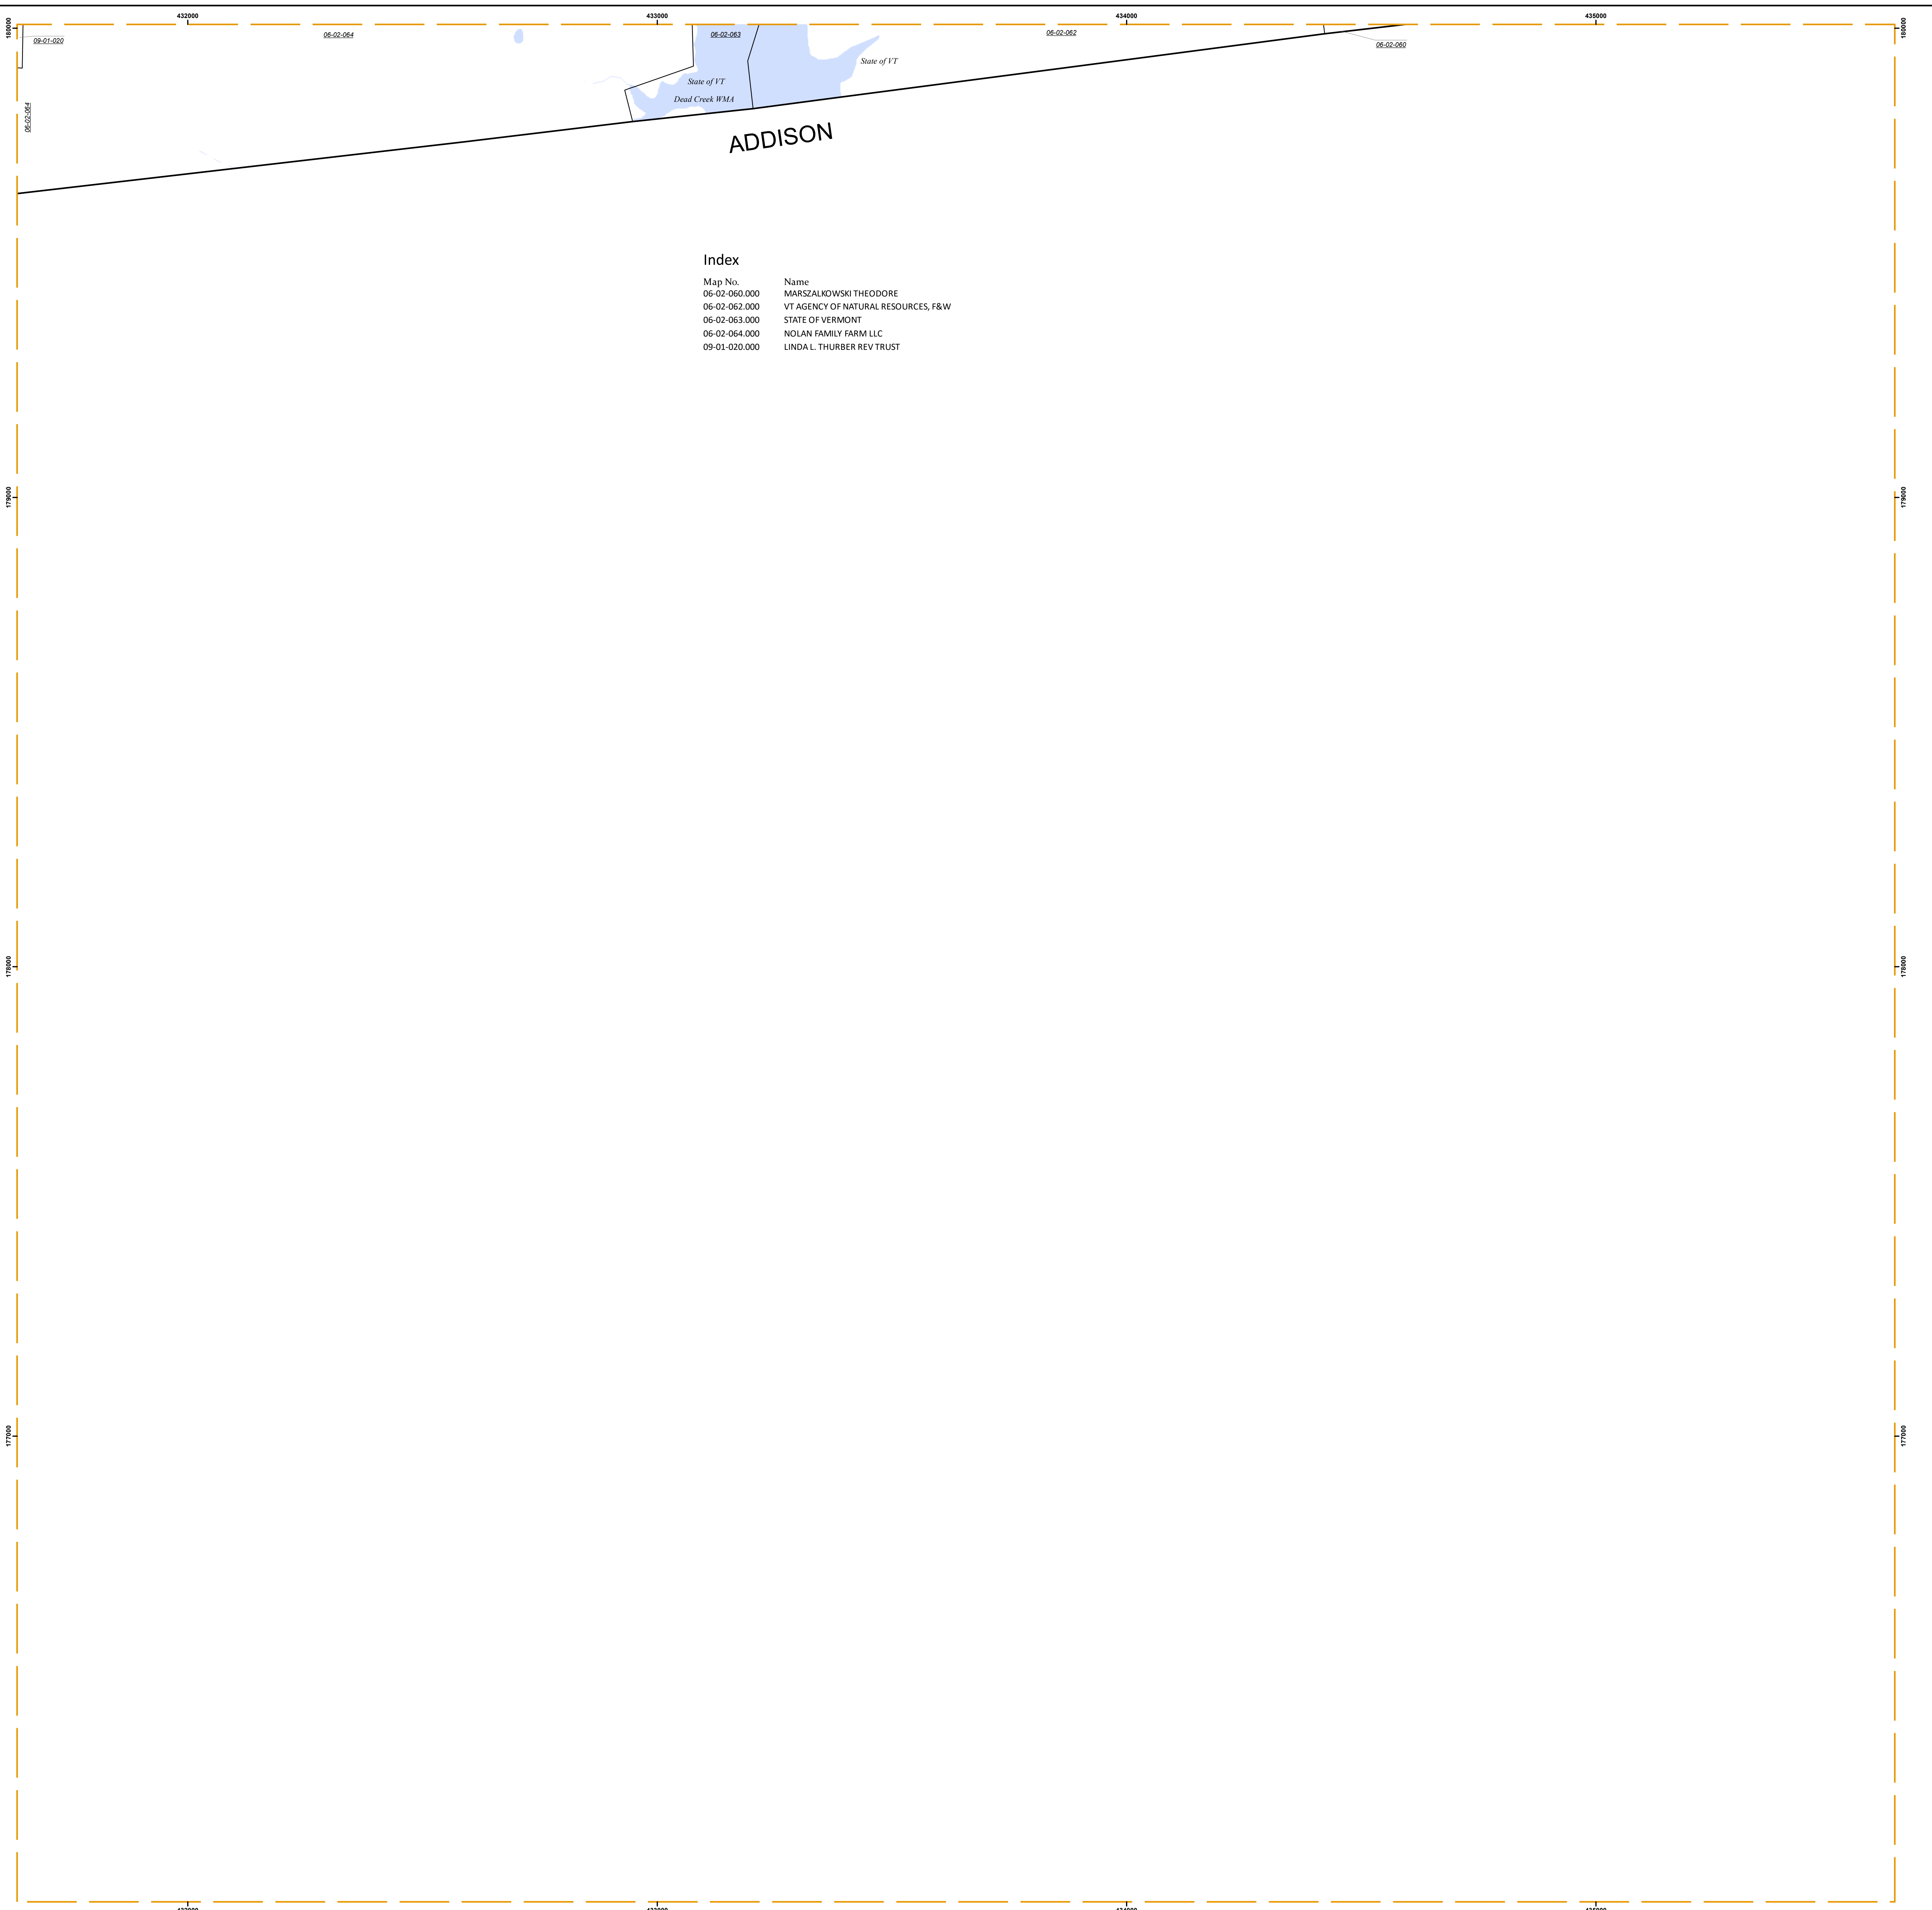 432000
433000
434000
435000
180000
180000
09-01-020
06-02-064
06-02-063
06-02-062
06-02-060
State of VT
State of VT
Dead Creek WMA
06-02-064
ADDISON
Index
Map No. Name
06-02-060.000 MARSZALKOWSKI THEODORE
06-02-062.000 VT AGENCY OF NATURAL RESOURCES, F&W
06-02-063.000 STATE OF VERMONT
06-02-064.000 NOLAN FAMILY FARM LLC
09-01-020.000 LINDA L. THURBER REV TRUST
179000
179000
178000
178000
177000
177000